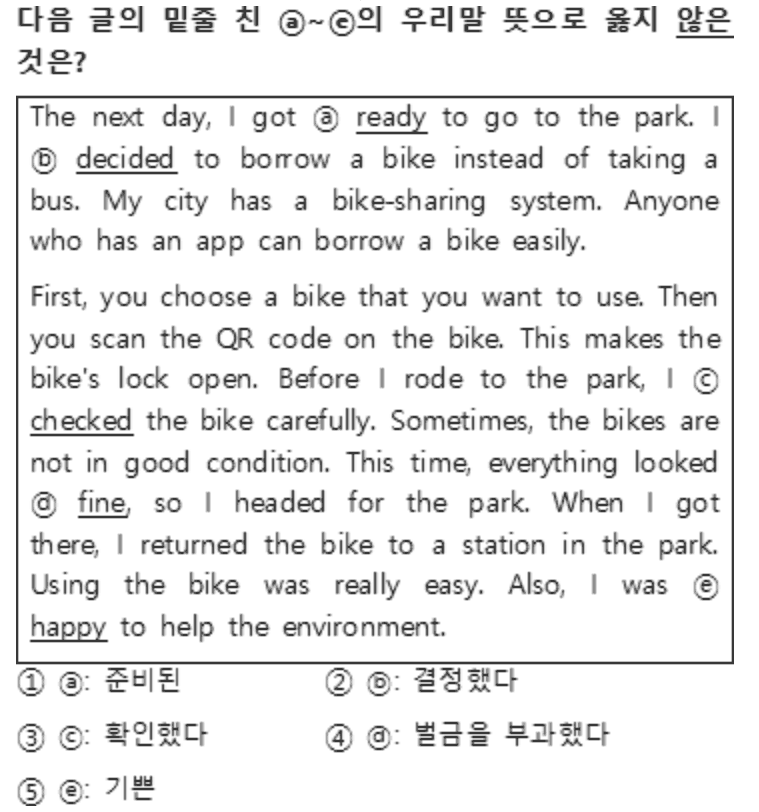 다음 글의 밑줄 친 ⓐ~ⓔ의 우리말 뜻으로 옳지 않은
것은?
The next day, I got ⓐ ready to go to the park. I
ⓑ decided to borrow a bike instead of taking a
bus. My city has a bike-sharing system. Anyone
who has an app can borrow a bike easily.
First, you choose a bike that you want to use. Then
you scan the QR code on the bike. This makes the
bike's lock open. Before I rode to the park, I ⓒ
checked the bike carefully. Sometimes, the bikes are
not in good condition. This time, everything looked
ⓓ fine, so I headed for the park. When I got
there, I returned the bike to a station in the park.
Using the bike was really easy. Also, I was ⓔ
happy to help the environment.
① ⓐ: 준비된 ② ⓑ: 결정했다
③ ⓒ: 확인했다 ④ ⓓ: 벌금을 부과했다
⑤ ⓔ: 기쁜